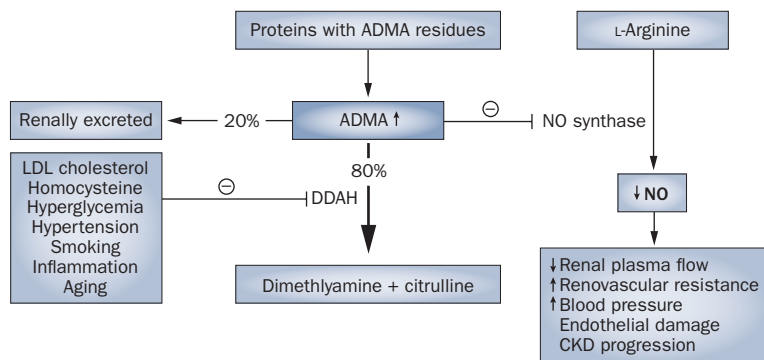 Proteins with ADMA residues
L-Arginine
Renally excreted
20%
ADMA ↑
⊖
NO synthase
80%
LDL cholesterol
Homocysteine
Hyperglycemia
Hypertension
Smoking
Inflammation
Aging
⊖
DDAH
↓ NO
Dimethlyamine + citrulline
↓ Renal plasma flow
↑ Renovascular resistance
↑ Blood pressure
Endothelial damage
CKD progression